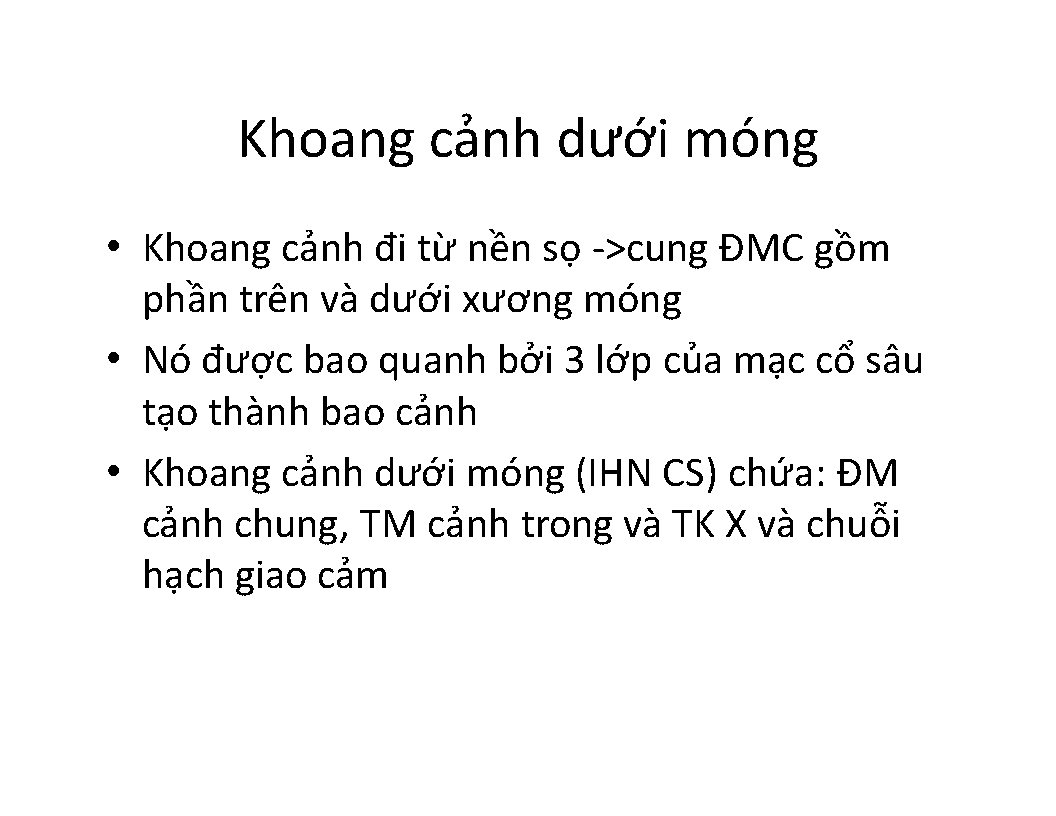 Khoang cảnh dưới móng
• Khoang cảnh đi từ nền sọ ->cung ĐMC gồm
phần trên và dưới xương móng
• Nó được bao quanh bởi 3 lớp của mạc cổ sâu
tạo thành bao cảnh
• Khoang cảnh dưới móng (IHN CS) chứa: ĐM
cảnh chung, TM cảnh trong và TK X và chuỗi
hạch giao cảm